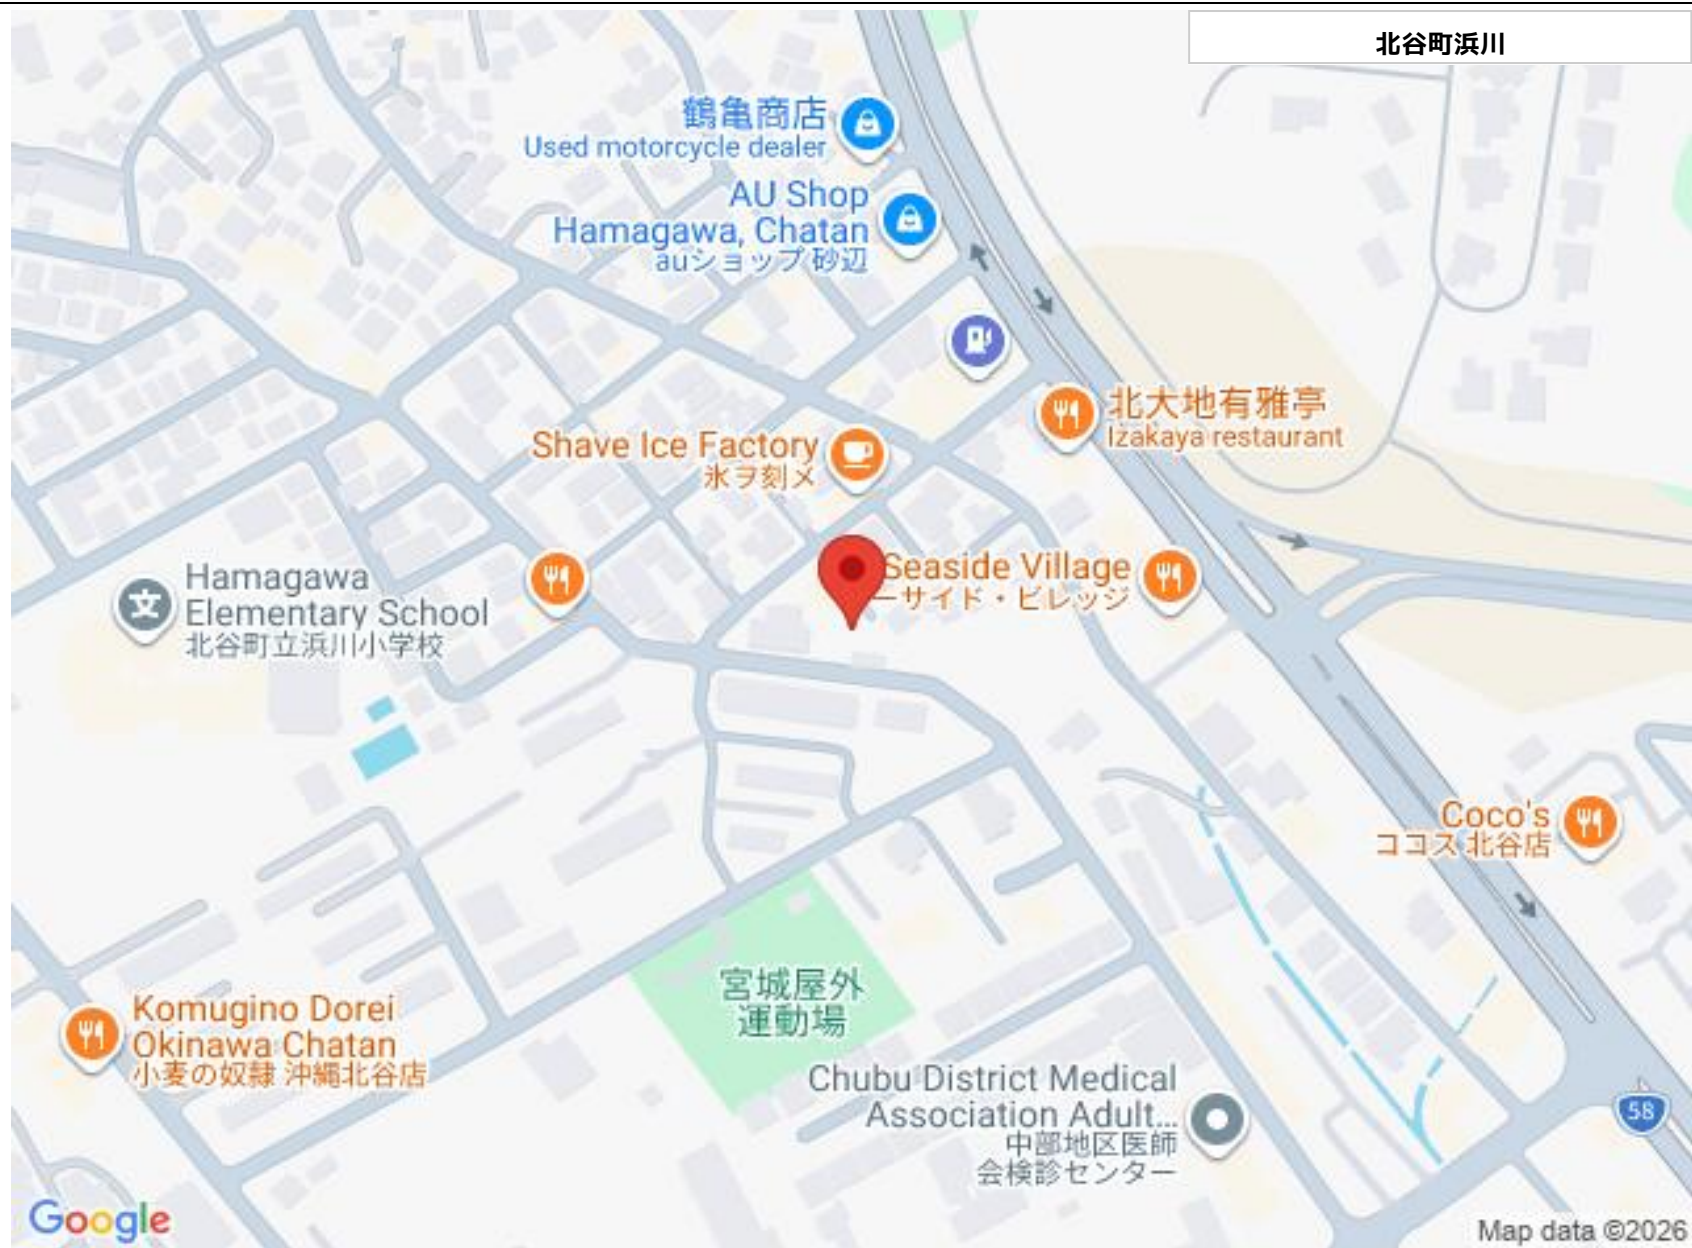 北谷町浜川
鶴亀商店
Used motorcycle dealer
AU Shop
Hamagawa, Chatan
auショップ 砂辺
北大地有雅亭
Izakaya restaurant
Shave Ice Factory
氷ヲ刻メ
Seaside Village
ーサイド・ビレッジ
Hamagawa
Elementary School
北谷町立浜川小学校
文
Coco's
ココス 北谷店
宮城屋外
運動場
Komugino Dorei
Okinawa Chatan
小麦の奴隷 沖縄北谷店
Chubu District Medical
Association Adult...
中部地区医師
会検診センター
58
Google
Map data ©2026